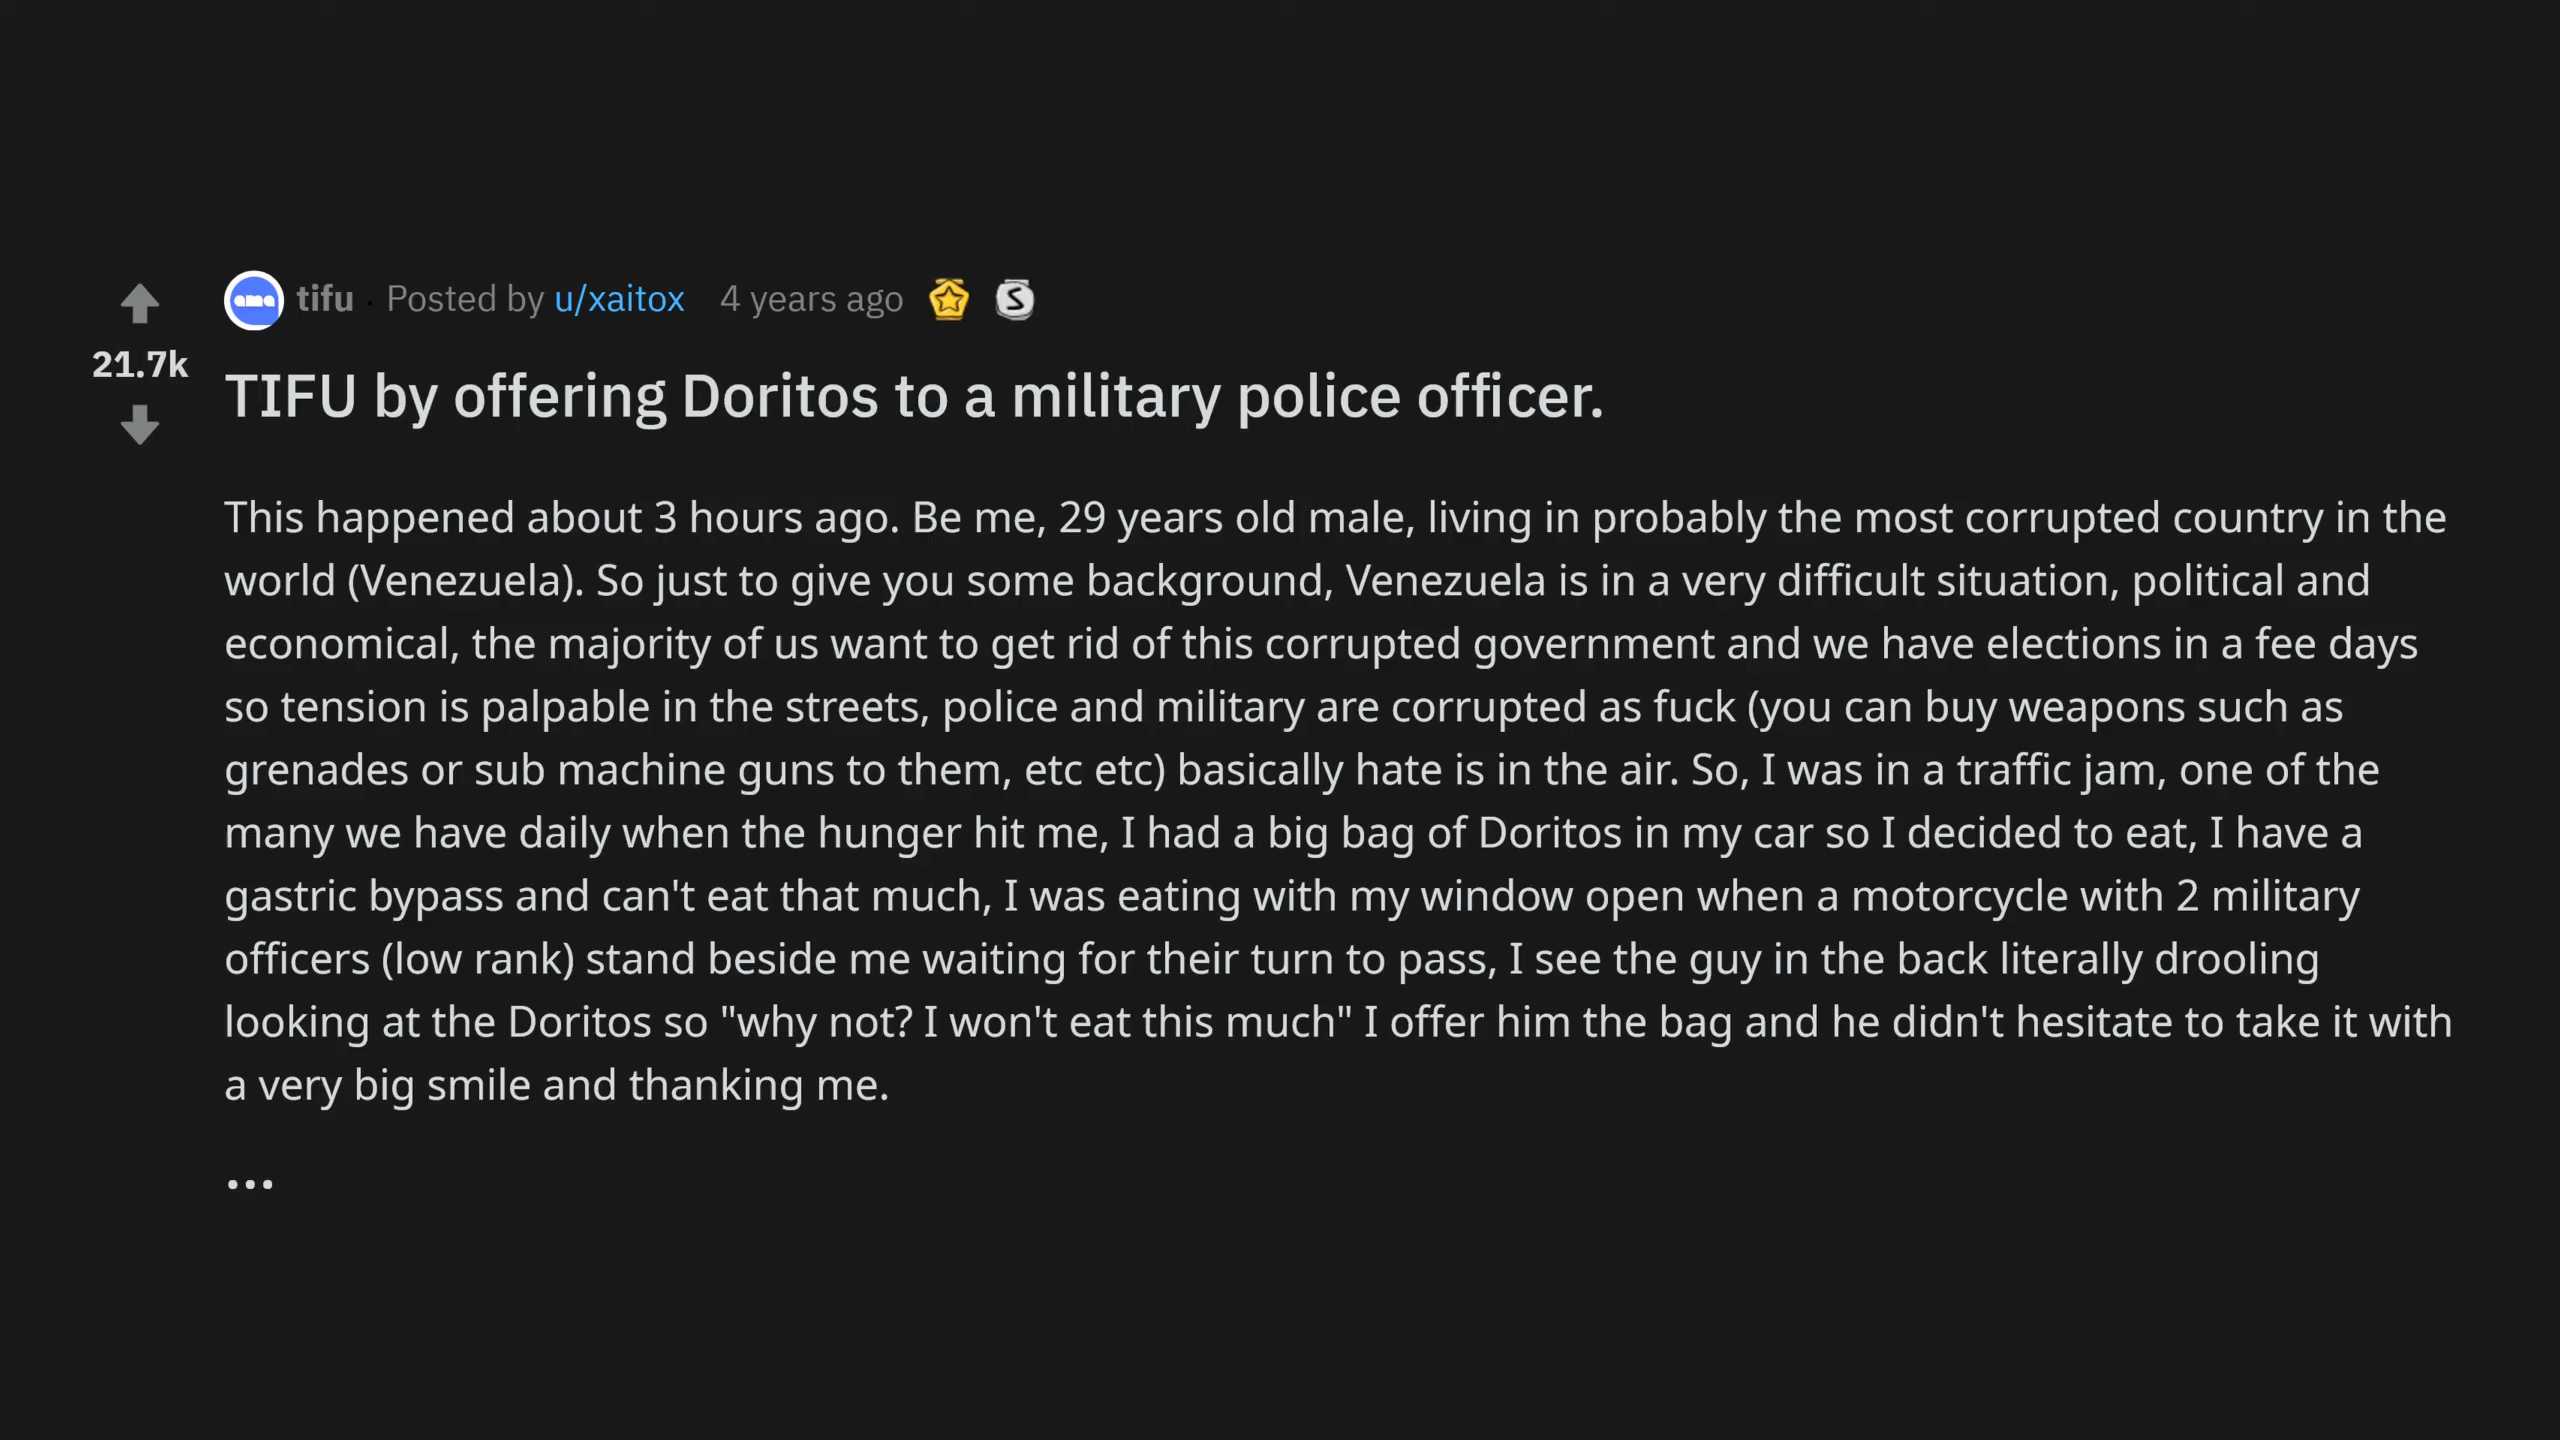 tifu · Posted by u/xaitox 4 years ago
21.7k
TIFU by offering Doritos to a military police officer.
This happened about 3 hours ago. Be me, 29 years old male, living in probably the most corrupted country in the
world (Venezuela). So just to give you some background, Venezuela is in a very difficult situation, political and
economical, the majority of us want to get rid of this corrupted government and we have elections in a fee days
so tension is palpable in the streets, police and military are corrupted as fuck (you can buy weapons such as
grenades or sub machine guns to them, etc etc) basically hate is in the air. So, I was in a traffic jam, one of the
many we have daily when the hunger hit me, I had a big bag of Doritos in my car so I decided to eat, I have a
gastric bypass and can't eat that much, I was eating with my window open when a motorcycle with 2 military
officers (low rank) stand beside me waiting for their turn to pass, I see the guy in the back literally drooling
looking at the Doritos so "why not? I won't eat this much" I offer him the bag and he didn't hesitate to take it with
a very big smile and thanking me.
...